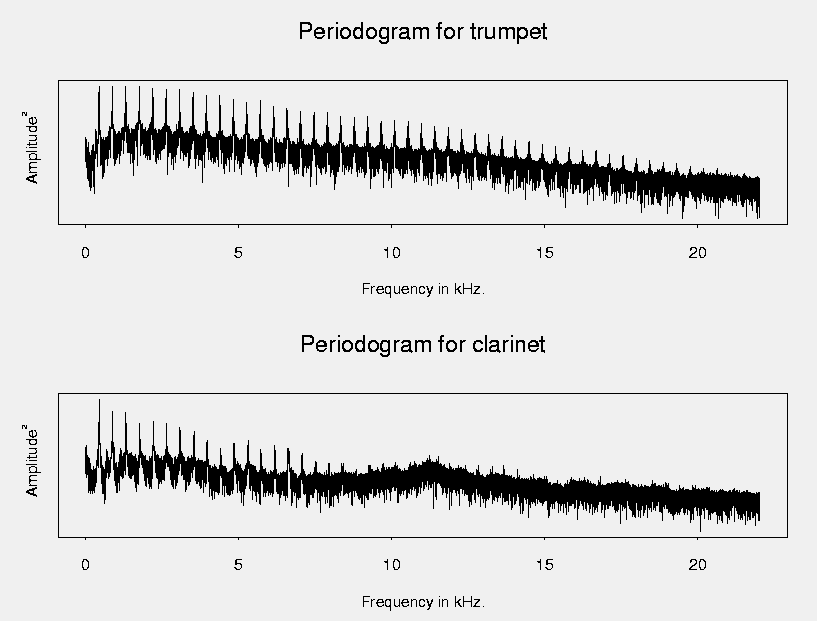 Periodogram for trumpet
Amplitude²
0 5 10 15 20
Frequency in kHz.
Periodogram for clarinet
Amplitude²
0 5 10 15 20
Frequency in kHz.